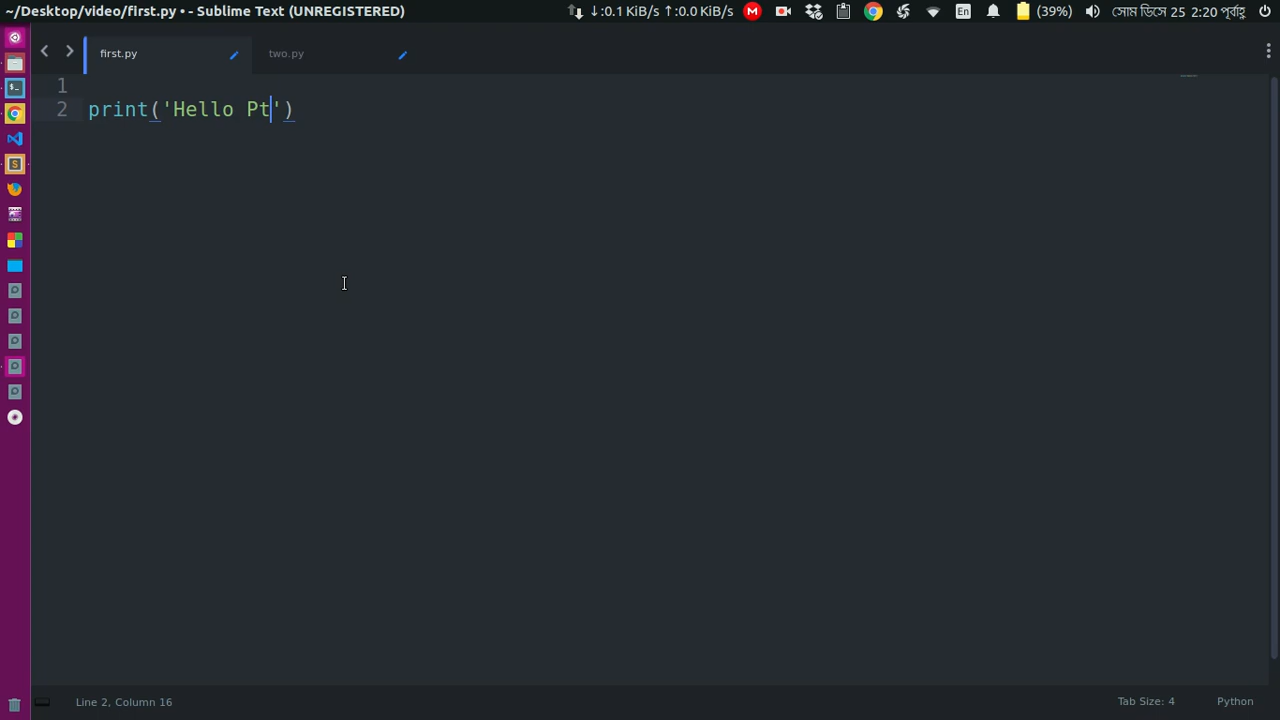 ~/Desktop/video/first.py • - Sublime Text (UNREGISTERED)
↓:0.1 KiB/s ↑:0.0 KiB/s
M
En
(39%)
সোম ডিসে 25 2:20 পূর্বাহ্ণ
first.py
two.py
1
2 print('Hello Pt')
Line 2, Column 16
Tab Size: 4
Python